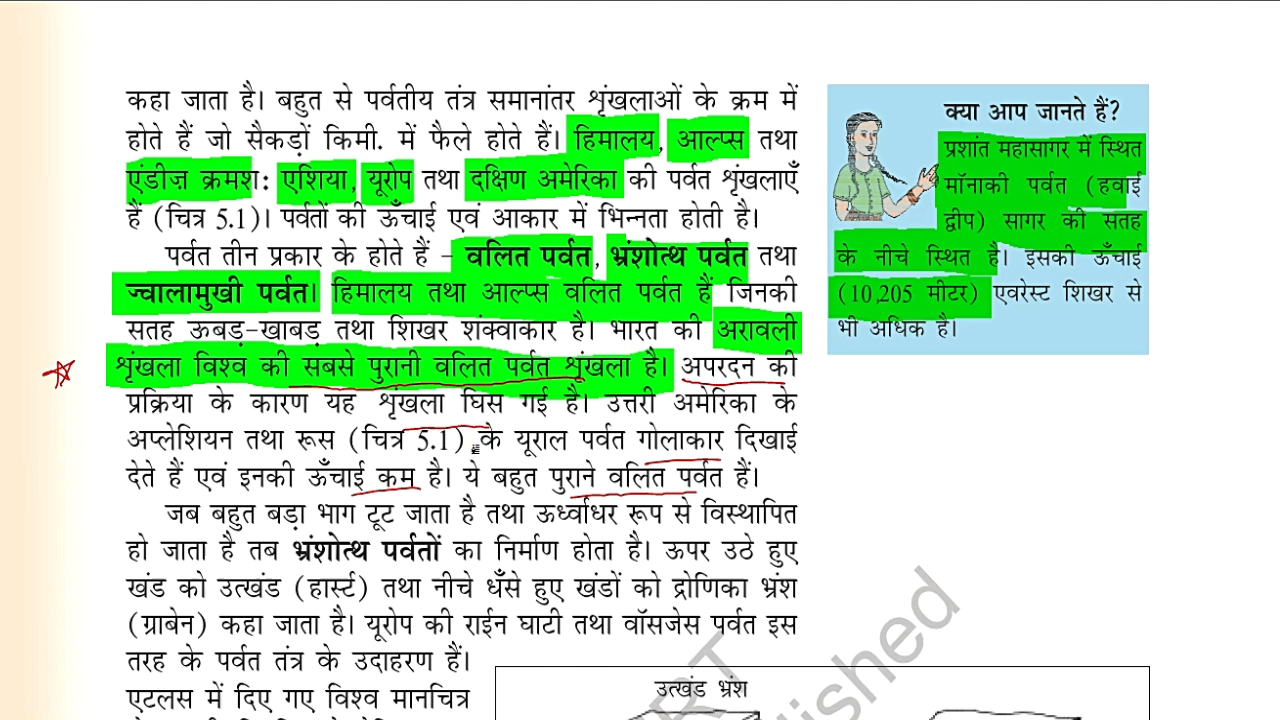 कहा जाता है। बहुत से पर्वतीय तंत्र समानांतर शृंखलाओं के क्रम में
होते हैं जो सैकड़ों किमी. में फैले होते हैं। हिमालय, आल्प्स तथा
एंडीज़ क्रमश: एशिया, यूरोप तथा दक्षिण अमेरिका की पर्वत शृंखलाएँ
हैं (चित्र 5.1)। पर्वतों की ऊँचाई एवं आकार में भिन्नता होती है।
पर्वत तीन प्रकार के होते हैं – वलित पर्वत, भ्रंशोत्थ पर्वत तथा
ज्वालामुखी पर्वत। हिमालय तथा आल्प्स वलित पर्वत हैं जिनकी
सतह ऊबड़-खाबड़ तथा शिखर शंक्वाकार है। भारत की अरावली
शृंखला विश्व की सबसे पुरानी वलित पर्वत शृंखला है। अपरदन की
प्रक्रिया के कारण यह शृंखला घिस गई है। उत्तरी अमेरिका के
अप्लेशियन तथा रूस (चित्र 5.1) के यूराल पर्वत गोलाकार दिखाई
देते हैं एवं इनकी ऊँचाई कम है। ये बहुत पुराने वलित पर्वत हैं।
जब बहुत बड़ा भाग टूट जाता है तथा ऊर्ध्वाधर रूप से विस्थापित
हो जाता है तब भ्रंशोत्थ पर्वतों का निर्माण होता है। ऊपर उठे हुए
खंड को उत्खंड (हार्स्ट) तथा नीचे धँसे हुए खंडों को द्रोणिका भ्रंश
(ग्राबेन) कहा जाता है। यूरोप की राईन घाटी तथा वॉसजेस पर्वत इस
तरह के पर्वत तंत्र के उदाहरण हैं।
एटलस में दिए गए विश्व मानचित्र
क्या आप जानते हैं?
प्रशांत महासागर में स्थित
मॉनाकी पर्वत (हवाई
द्वीप) सागर की सतह
के नीचे स्थित है। इसकी ऊँचाई
(10,205 मीटर) एवरेस्ट शिखर से
भी अधिक है।
उत्खंड भ्रंश